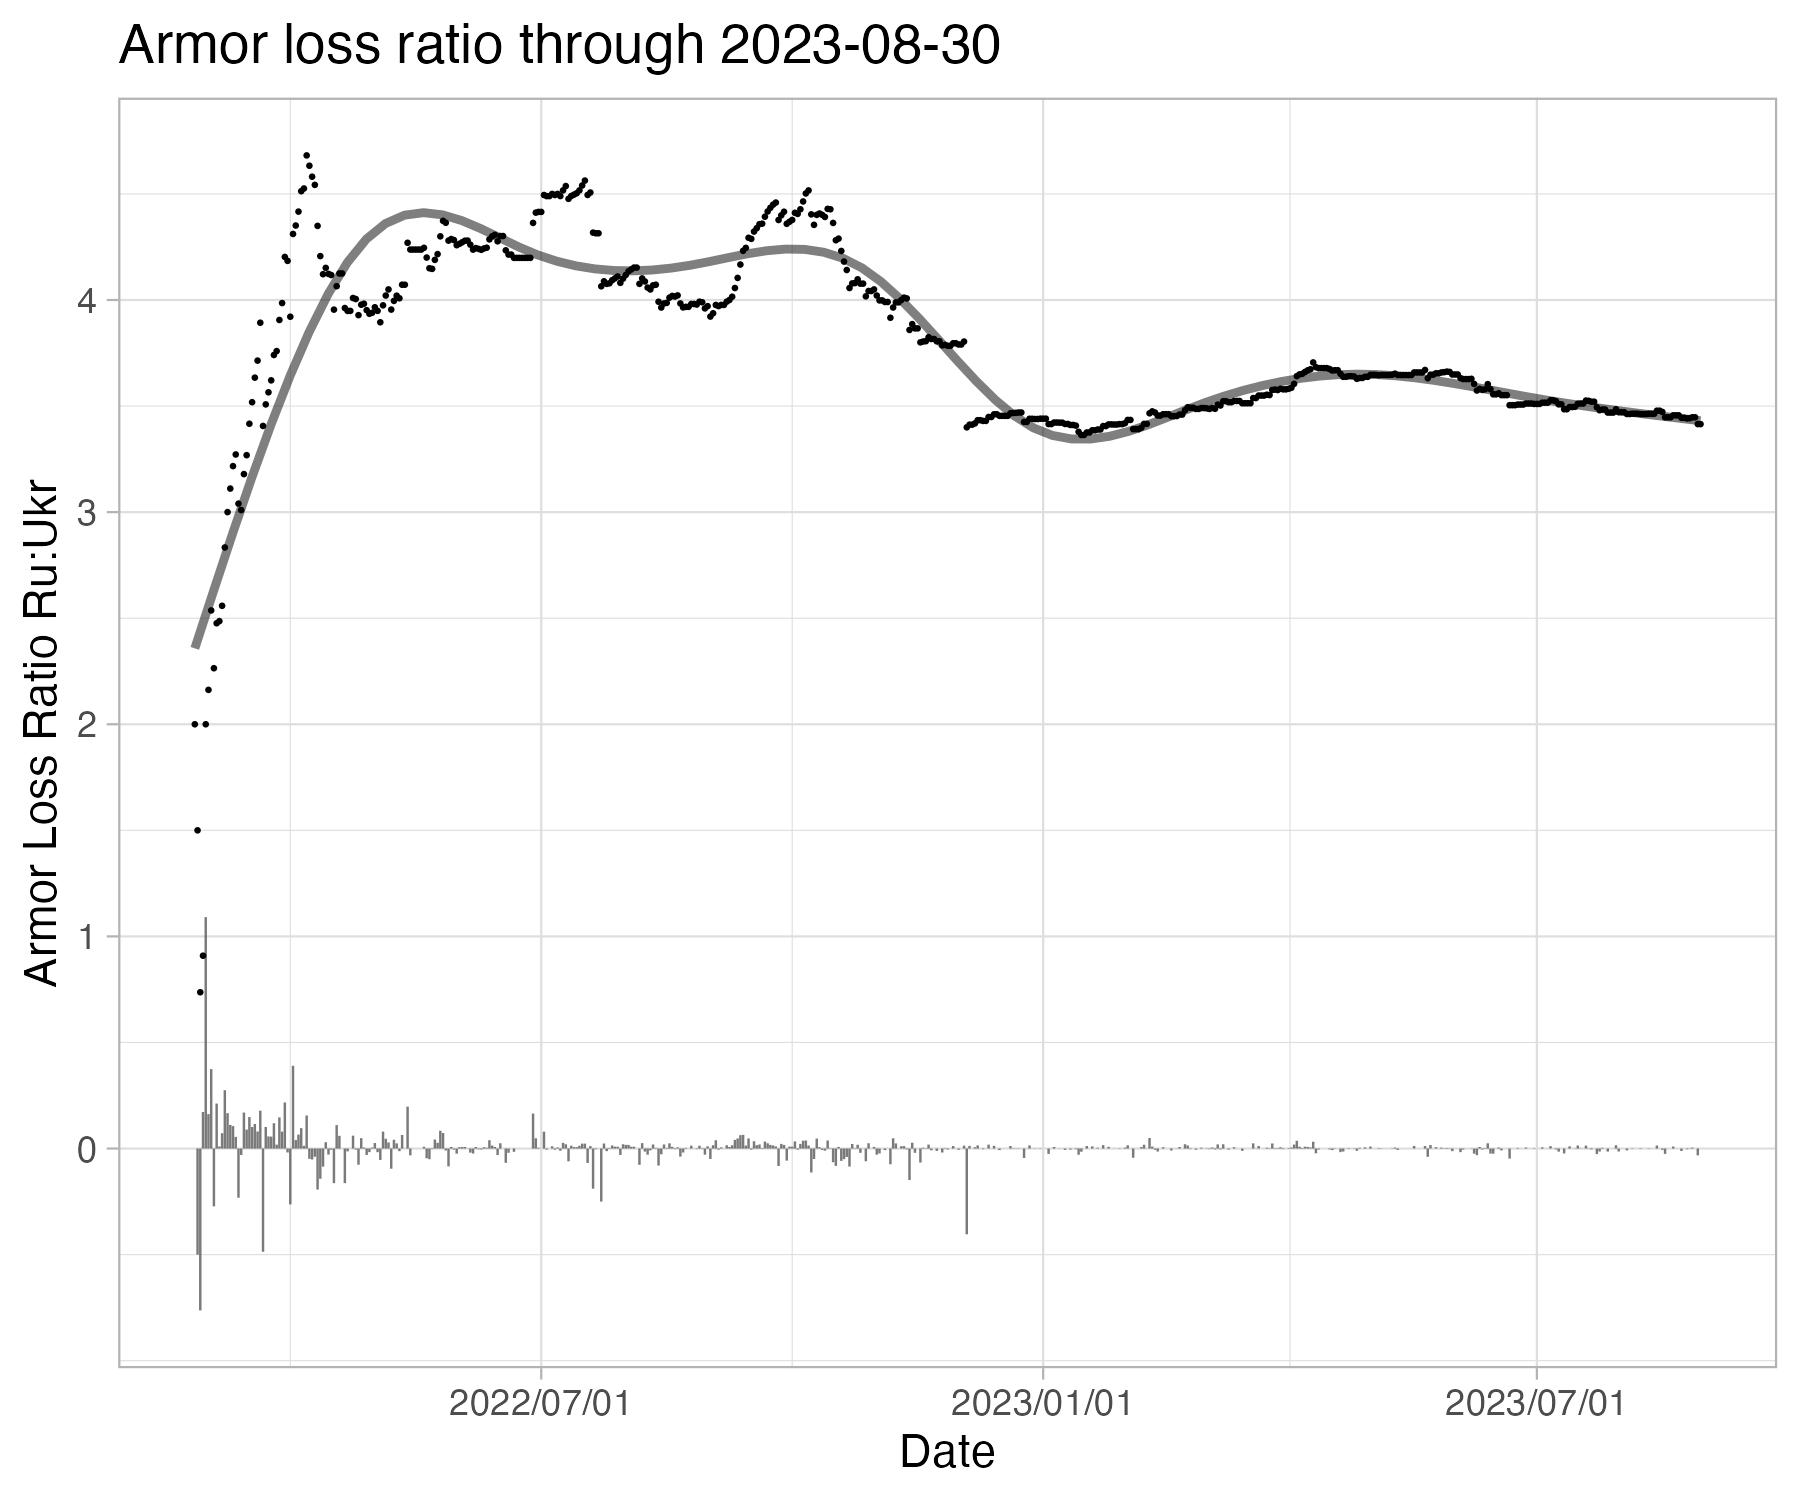 Armor loss ratio through 2023-08-30
Armor Loss Ratio Ru:Ukr
4
3
2
1
0
2022/07/01
2023/01/01
2023/07/01
Date